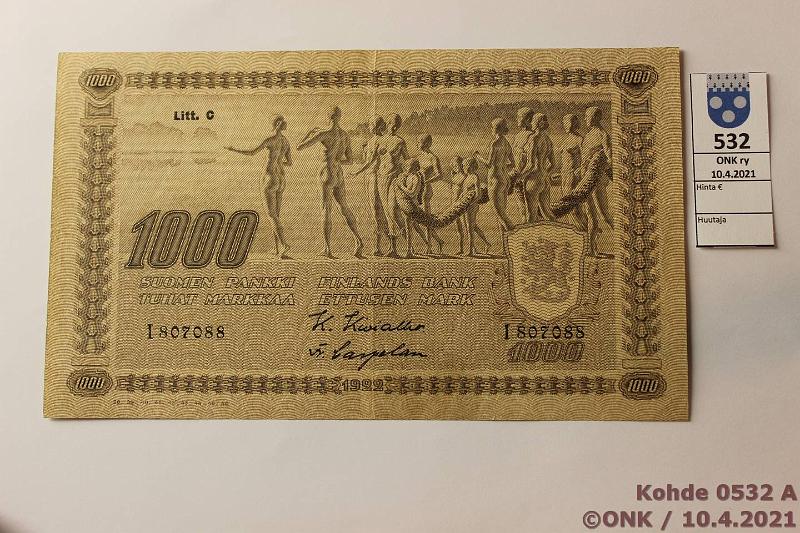 1000
1000
Litt. C
1000
SUOMEN PANKKI FINLANDS BANK
TUHAT MARKKAA ETTUSEN MARK
I 807088
I 807088
1000
1922
1000
1000
532
ONK ry
10.4.2021
Hinta €
Huutaja
Kohde 0532 A
©ONK / 10.4.2021